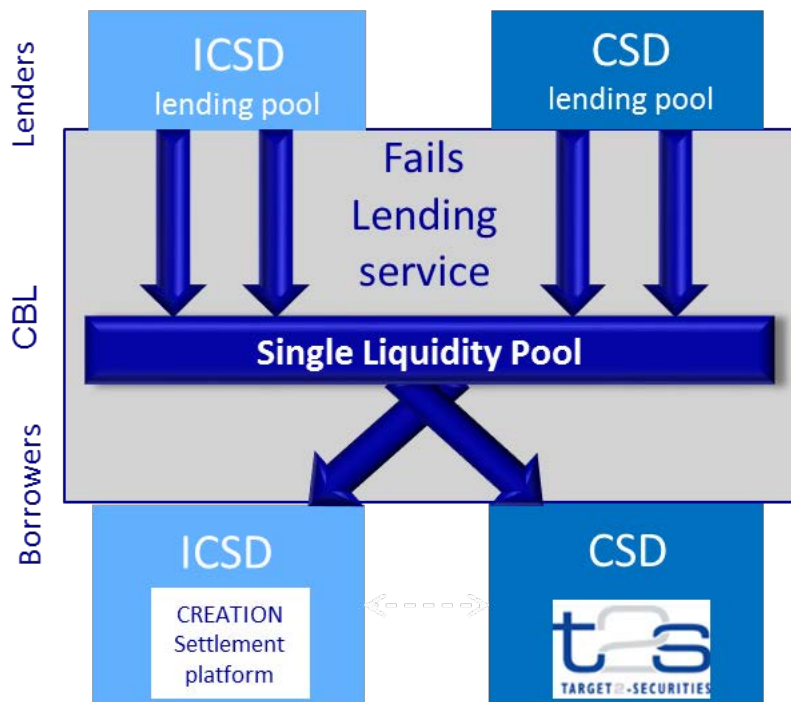 Lenders
ICSD
lending pool
CSD
lending pool
CBL
Fails
Lending
service
Single Liquidity Pool
Borrowers
ICSD
CREATION
Settlement
platform
CSD
t2s
TARGET2-SECURITIES